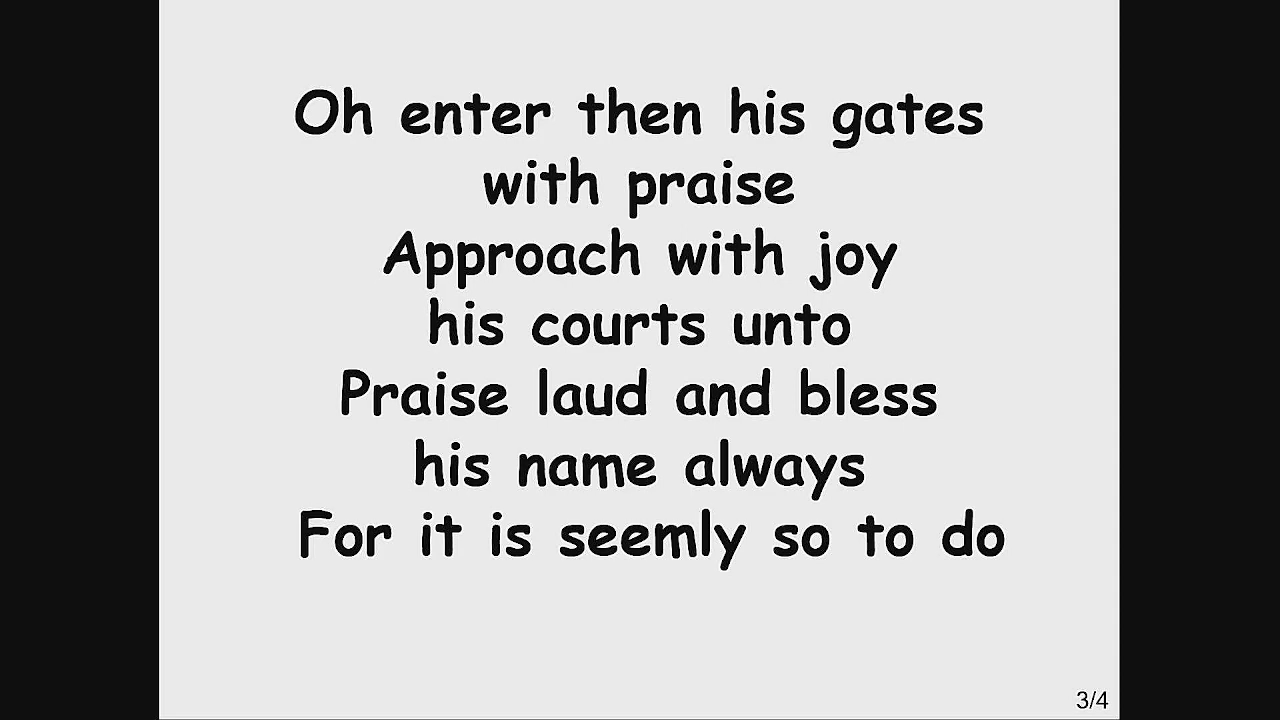 Oh enter then his gates
with praise
Approach with joy
his courts unto
Praise laud and bless
his name always
For it is seemly so to do
3/4